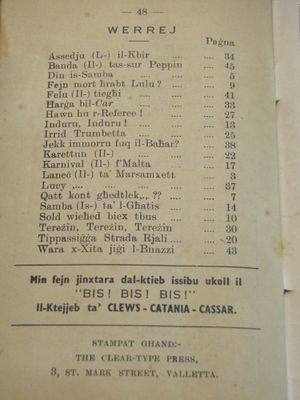 — 48 —
WERREJ
Paġna
Assedju (L-) il-Kbir .... .... 34
Banda (Il-) tas-sur Peppin .... 45
Din is-Samba .... .... .... 5
Fejn mort ħrabt Lulu? .... .... 9
Felu (Il-) tiegħi .... .... 41
Ħarġa bil-Car .... .... .... 33
Hawn hu r-Referee! .... .... 27
Induru, Induru! .... .... 13
Irrid Trumbetta .... .... 25
Jekk immorru fuq il-Baħar? .... 38
Karettun (Il-) .... .... .... 22
Karnival (Il-) f'Malta .... .... 17
Laneċ (Il-) ta' Marsamxett .... 3
Lucy .... .... .... .... .... 37
Qatt kont għedtlek,..?? .... .... 7
Samba (Is-) ta' l-Għatis .... 14
Sold wieħed biex tbus .... .... 10
Tereżin, Tereżin, Tereżin .... 30
Tippassiġġa Strada Rjali .... .... 20
Wara x-Xita jiġi l-Bnazzi .... 43
Min fejn jinxtara dal-ktieb issibu ukoll il
"BIS! BIS! BIS!"
Il-Ktejjeb ta' CLEWS - CATANIA - CASSAR.
STAMPAT GĦAND:-
THE CLEAR-TYPE PRESS,
3, ST. MARK STREET, VALLETTA.